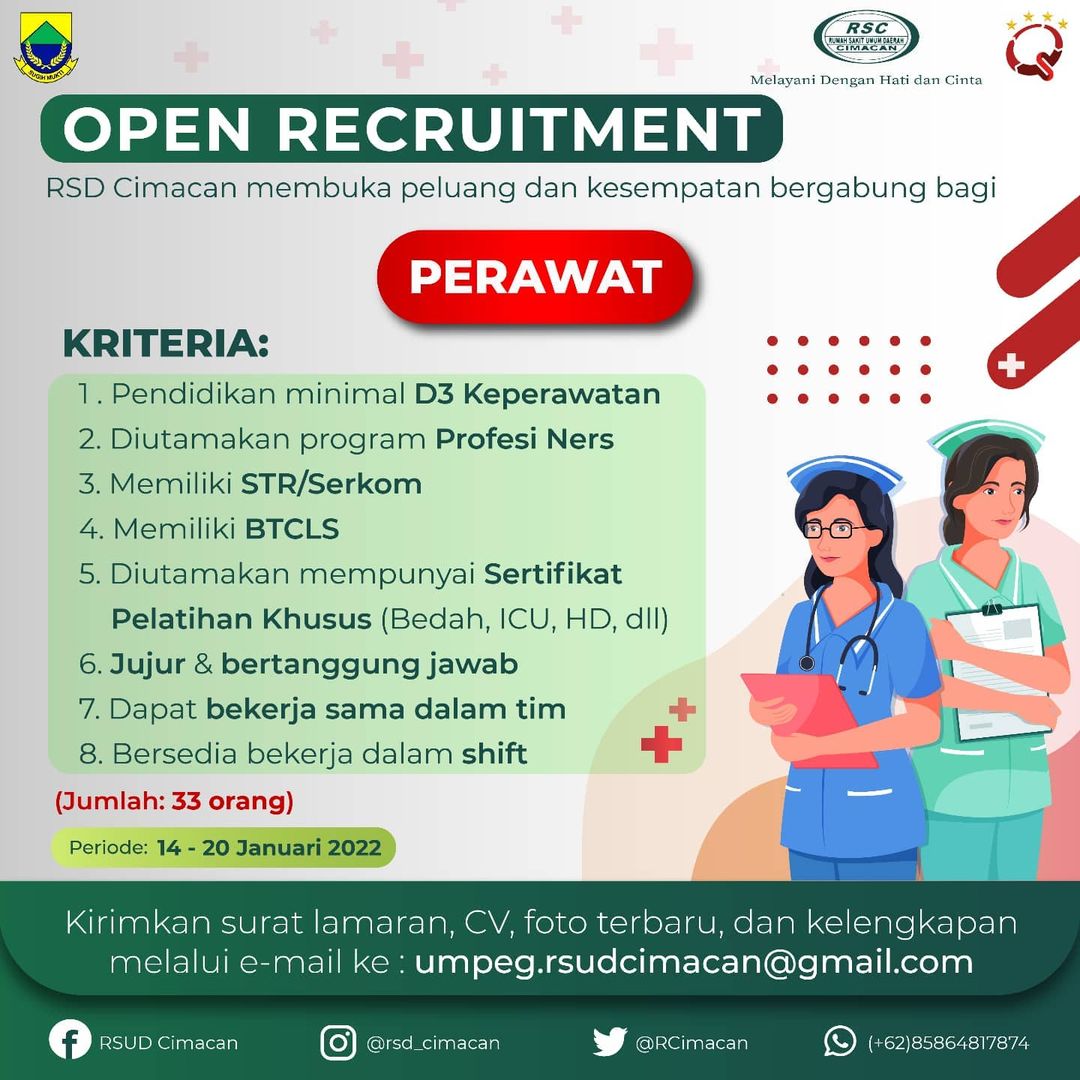 SUGIH MUKTI
RSC
RUMAH SAKIT UMUM DAERAH
CIMACAN
Melayani Dengan Hati dan Cinta
OPEN RECRUITMENT
RSD Cimacan membuka peluang dan kesempatan bergabung bagi
PERAWAT
KRITERIA:
1. Pendidikan minimal D3 Keperawatan
2. Diutamakan program Profesi Ners
3. Memiliki STR/Serkom
4. Memiliki BTCLS
5. Diutamakan mempunyai Sertifikat
Pelatihan Khusus (Bedah, ICU, HD, dll)
6. Jujur & bertanggung jawab
7. Dapat bekerja sama dalam tim
8. Bersedia bekerja dalam shift
(Jumlah: 33 orang)
Periode: 14 - 20 Januari 2022
Kirimkan surat lamaran, CV, foto terbaru, dan kelengkapan
melalui e-mail ke : umpeg.rsudcimacan@gmail.com
RSUD Cimacan
@rsd_cimacan
@RCimacan
(+62)85864817874